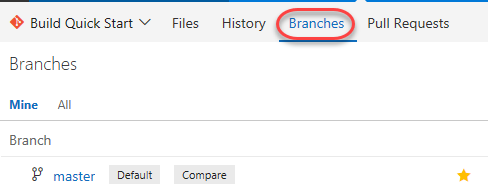 Build Quick Start Files History Branches Pull Requests
Branches
Mine All
Branch
master Default Compare